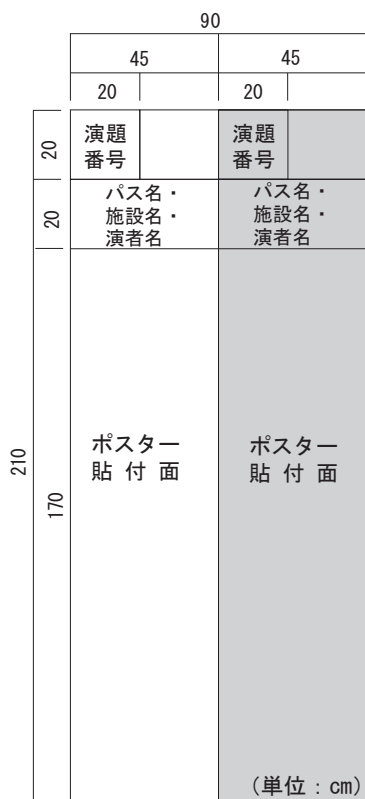 90
45
45
20
20
20
演題
番号
演題
番号
20
パス名・
施設名・
演者名
パス名・
施設名・
演者名
210
170
ポスター
貼付面
ポスター
貼付面
(単位：cm)